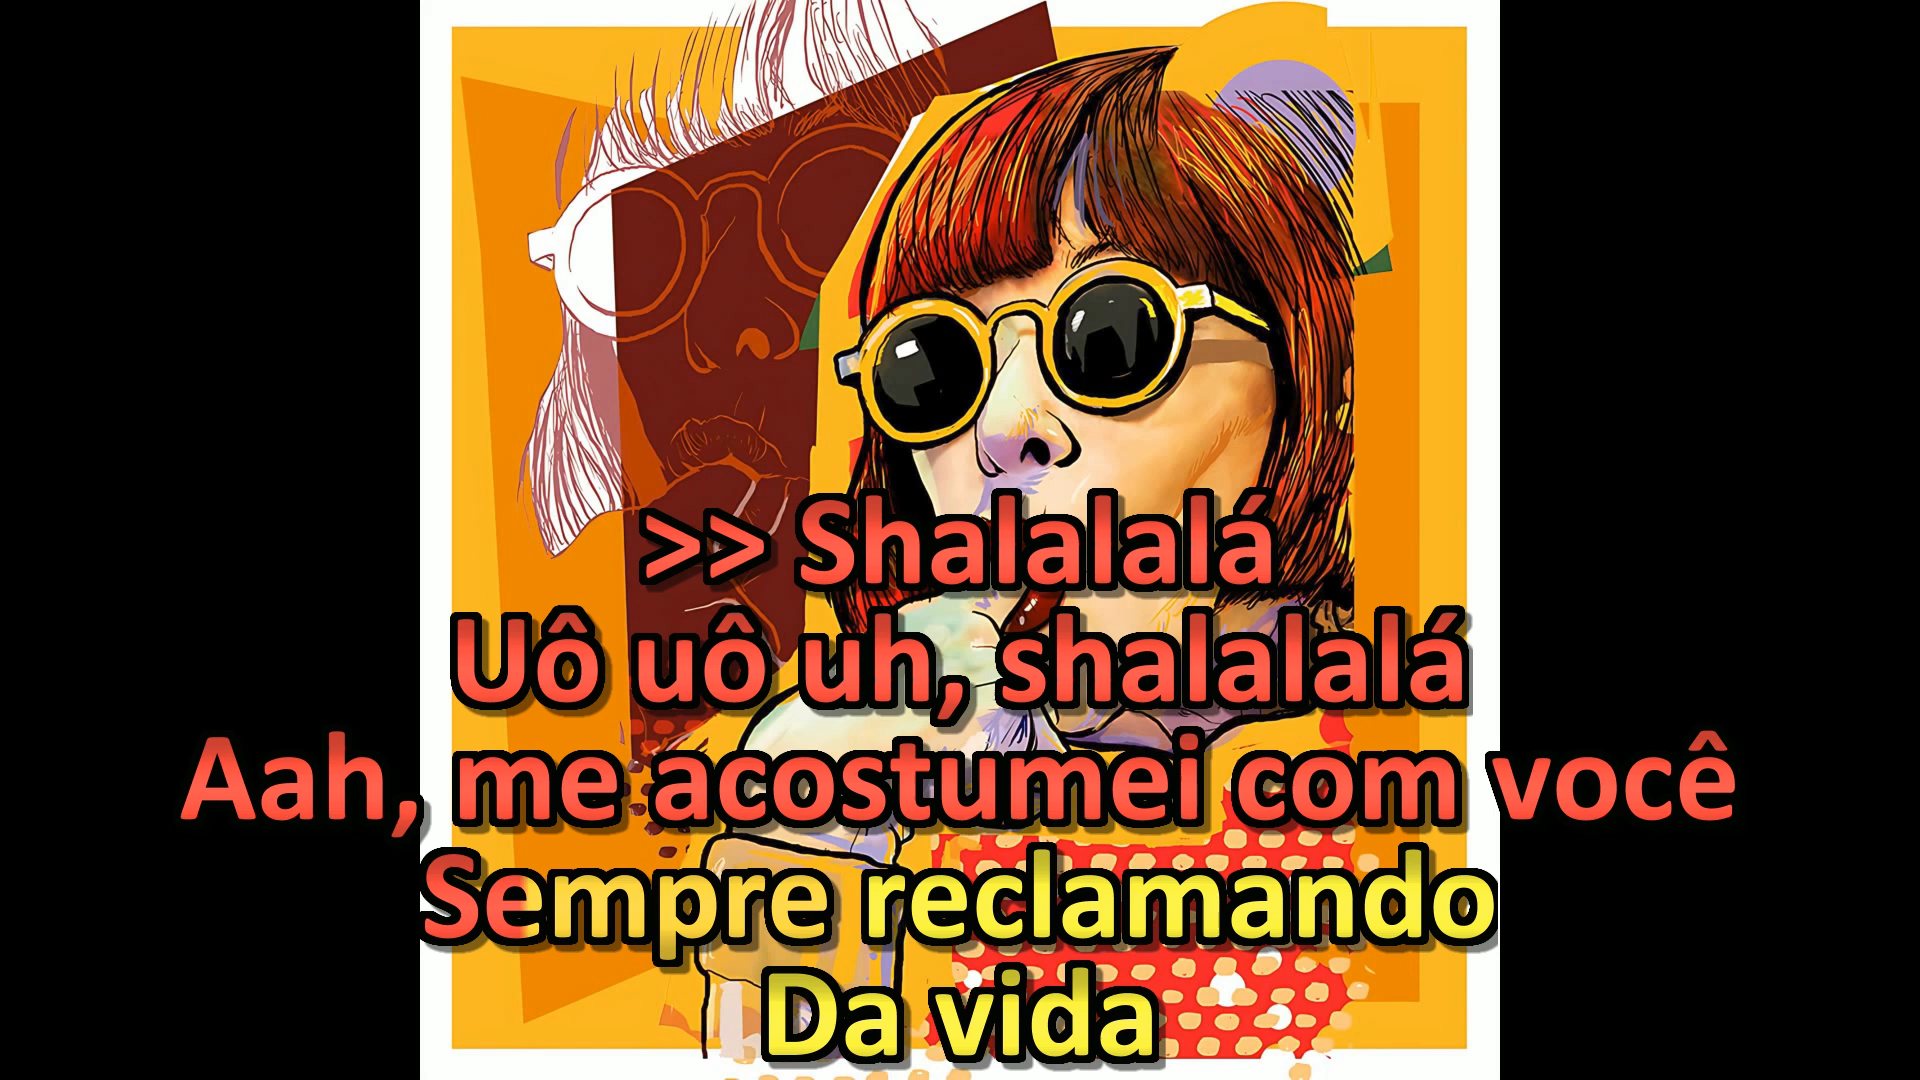 >> Shalalalá
Uô uô uh, shalalalá
Aah, me acostumei com você
Sempre reclamando
Da vida